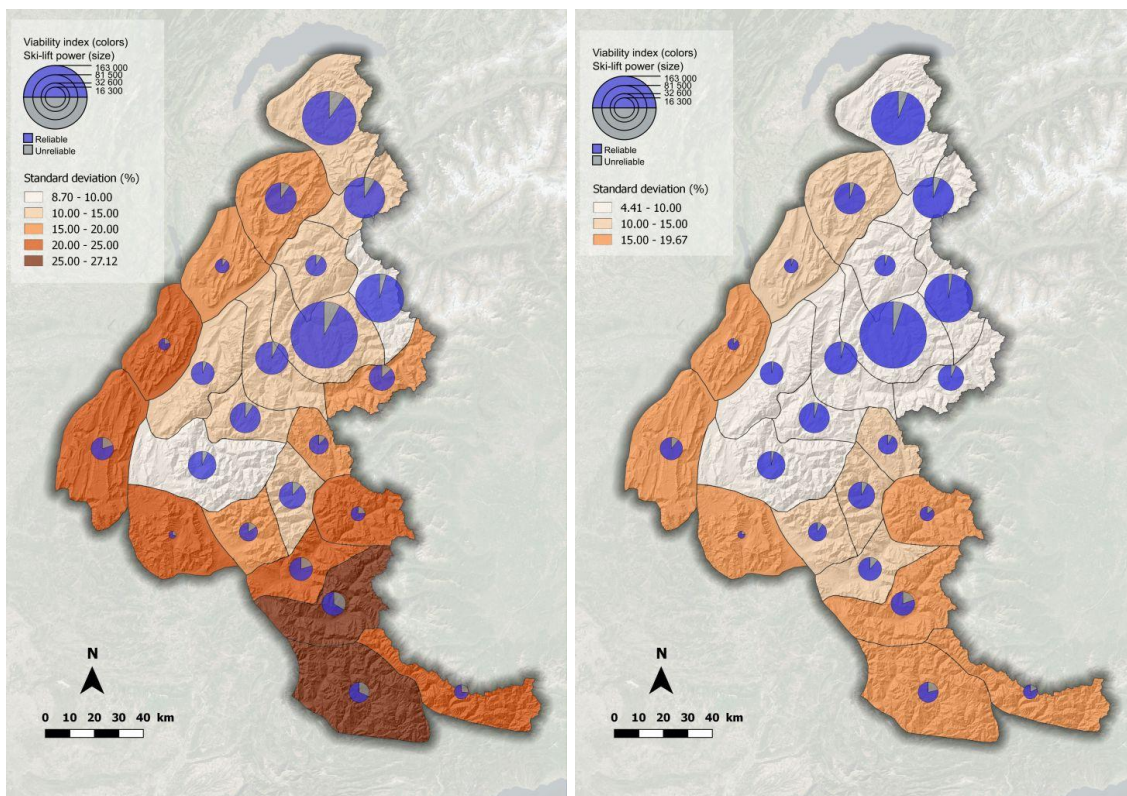 Viability index (colors)
Ski-lift power (size)
163 000
81 500
32 600
16 300
Reliable
Unreliable
Standard deviation (%)
8.70 - 10.00
10.00 - 15.00
15.00 - 20.00
20.00 - 25.00
25.00 - 27.12
N
0 10 20 30 40 km
Viability index (colors)
Ski-lift power (size)
163 000
81 500
32 600
16 300
Reliable
Unreliable
Standard deviation (%)
4.41 - 10.00
10.00 - 15.00
15.00 - 19.67
N
0 10 20 30 40 km